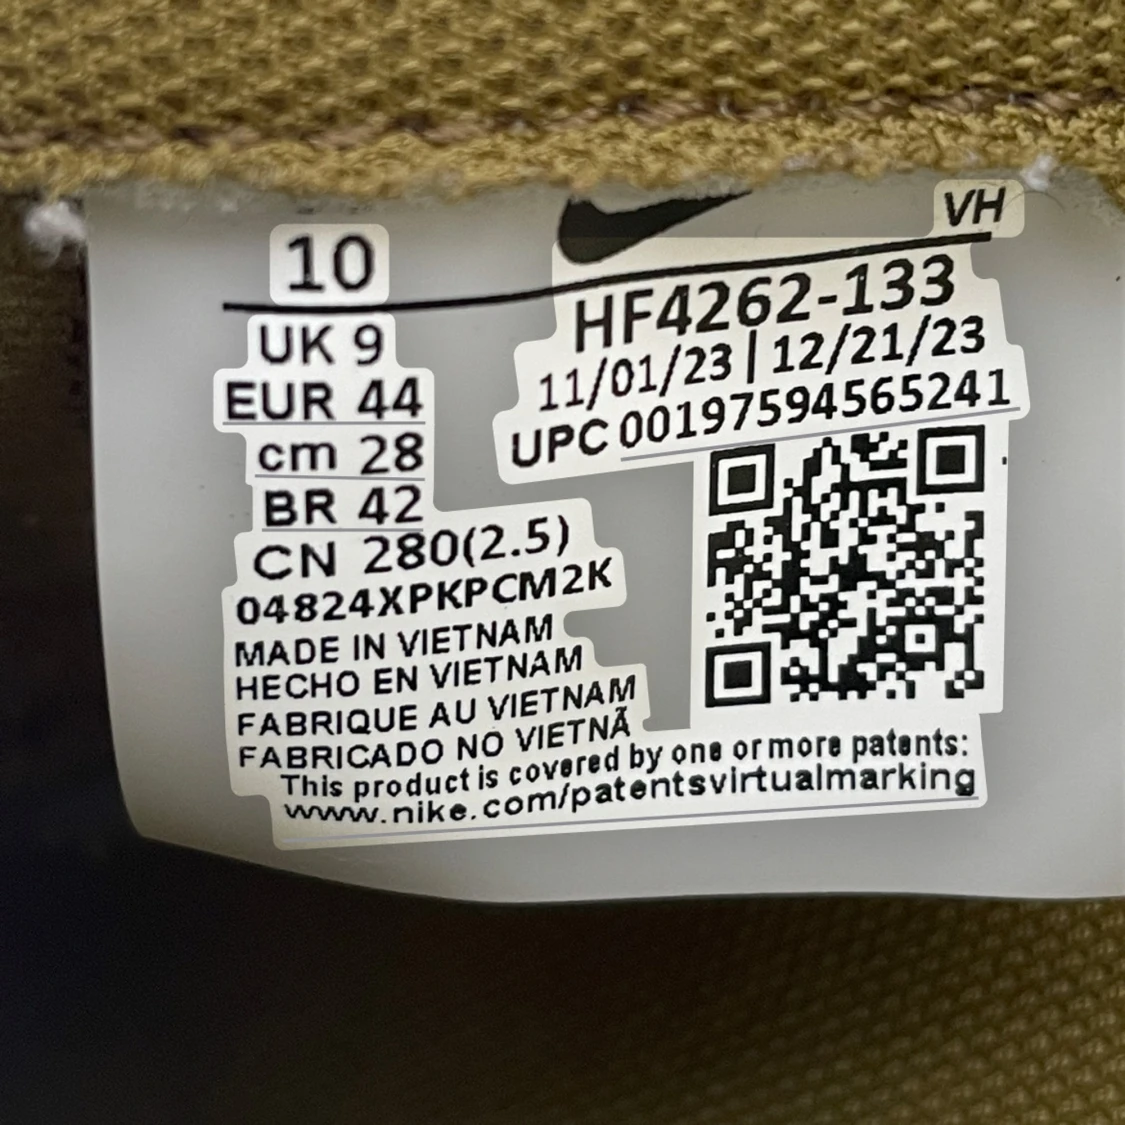 10
UK 9
EUR 44
cm 28
BR 42
CN 280(2.5)
04824XPKPCM2K
MADE IN VIETNAM
HECHO EN VIETNAM
FABRIQUE AU VIETNAM
FABRICADO NO VIETNÃ
VH
HF4262-133
11/01/23 | 12/21/23
UPC 00197594565241
This product is covered by one or more patents:
www.nike.com/patentsvirtualmarking